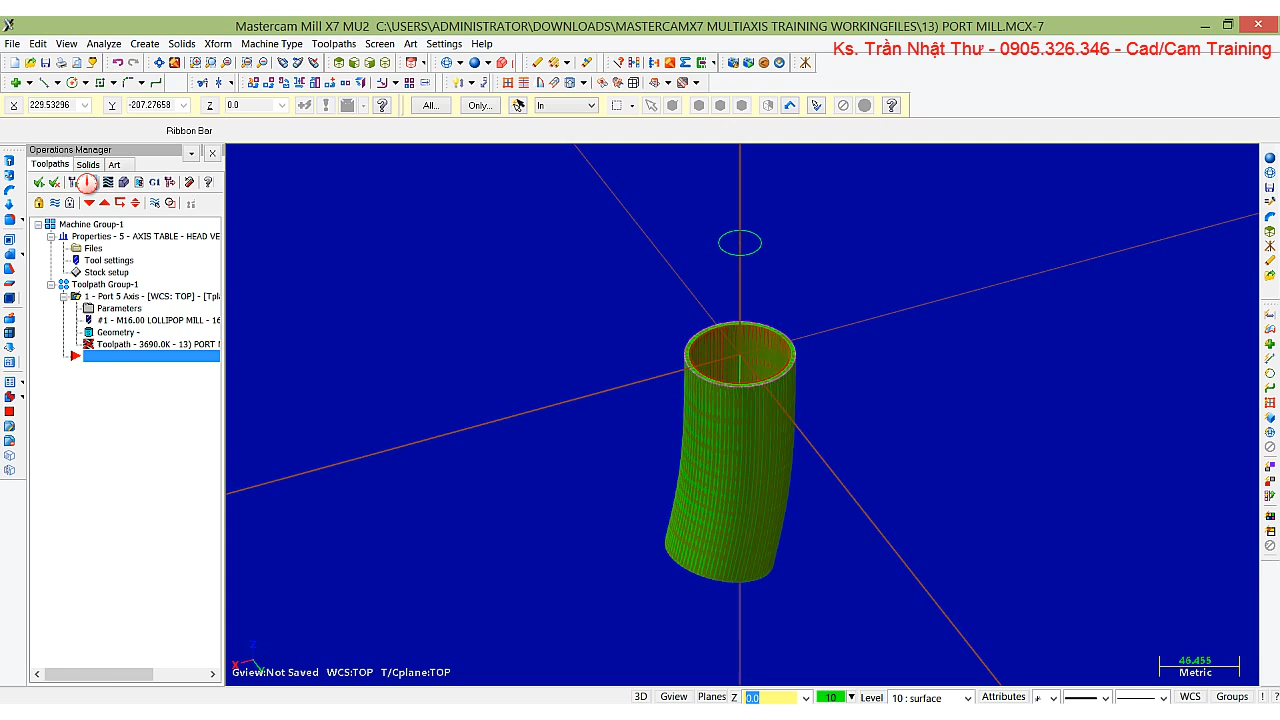 Mastercam Mill X7 MU2 C:\USERS\ADMINISTRATOR\DOWNLOADS\MASTERCAMX7 MULTIAXIS TRAINING WORKINGFILES\13) PORT MILL.MCX-7
File Edit View Analyze Create Solids Xform Machine Type Toolpaths Screen Art Settings Help
Ks. Trần Nhật Thư - 0905.326.346 - Cad/Cam Training
X 229.53296 Y -207.27658 Z 0.0 All... Only... In
Ribbon Bar
Operations Manager
Toolpaths Solids Art
G1
Machine Group-1
Properties - 5 - AXIS TABLE - HEAD VE
Files
Tool settings
Stock setup
Toolpath Group-1
1 - Port 5 Axis - [WCS: TOP] - [Tpl
Parameters
#1 - M16.00 LOLLIPOP MILL - 16
Geometry -
Toolpath - 3690.0K - 13) PORT
Z
X Y
Gview:Not Saved WCS:TOP T/Cplane:TOP
46.455
Metric
3D Gview Planes Z 0.0 10 Level 10 : surface Attributes WCS Groups ! ?